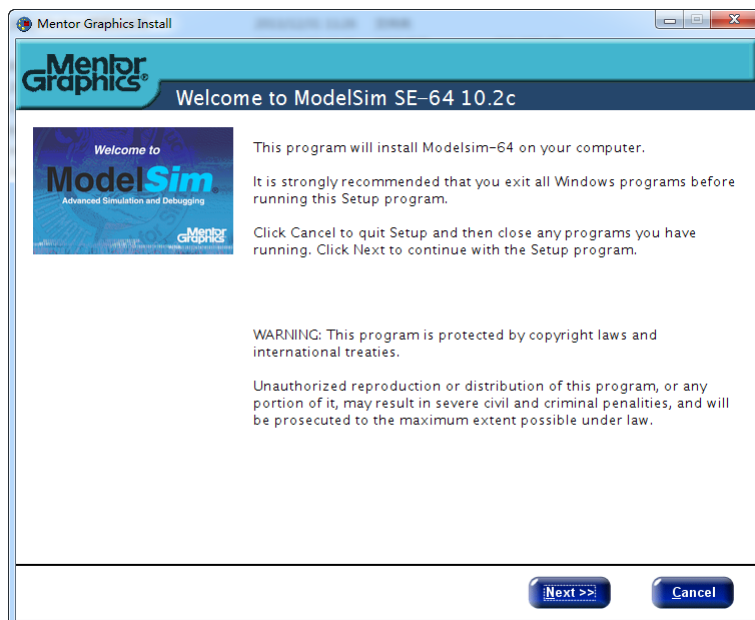 Mentor Graphics Install
Mentor
Graphics®
Welcome to ModelSim SE-64 10.2c
Welcome to
ModelSim.
Advanced Simulation and Debugging
Mentor
Graphics
This program will install Modelsim-64 on your computer.
It is strongly recommended that you exit all Windows programs before
running this Setup program.
Click Cancel to quit Setup and then close any programs you have
running. Click Next to continue with the Setup program.
WARNING: This program is protected by copyright laws and
international treaties.
Unauthorized reproduction or distribution of this program, or any
portion of it, may result in severe civil and criminal penalities, and will
be prosecuted to the maximum extent possible under law.
Next >>
Cancel